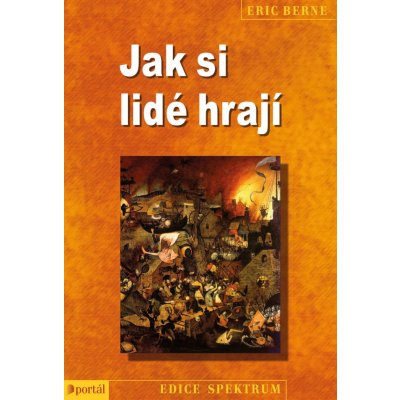 ERIC BERNE
Jak si
lidé hrají
portál
EDICE SPEKTRUM